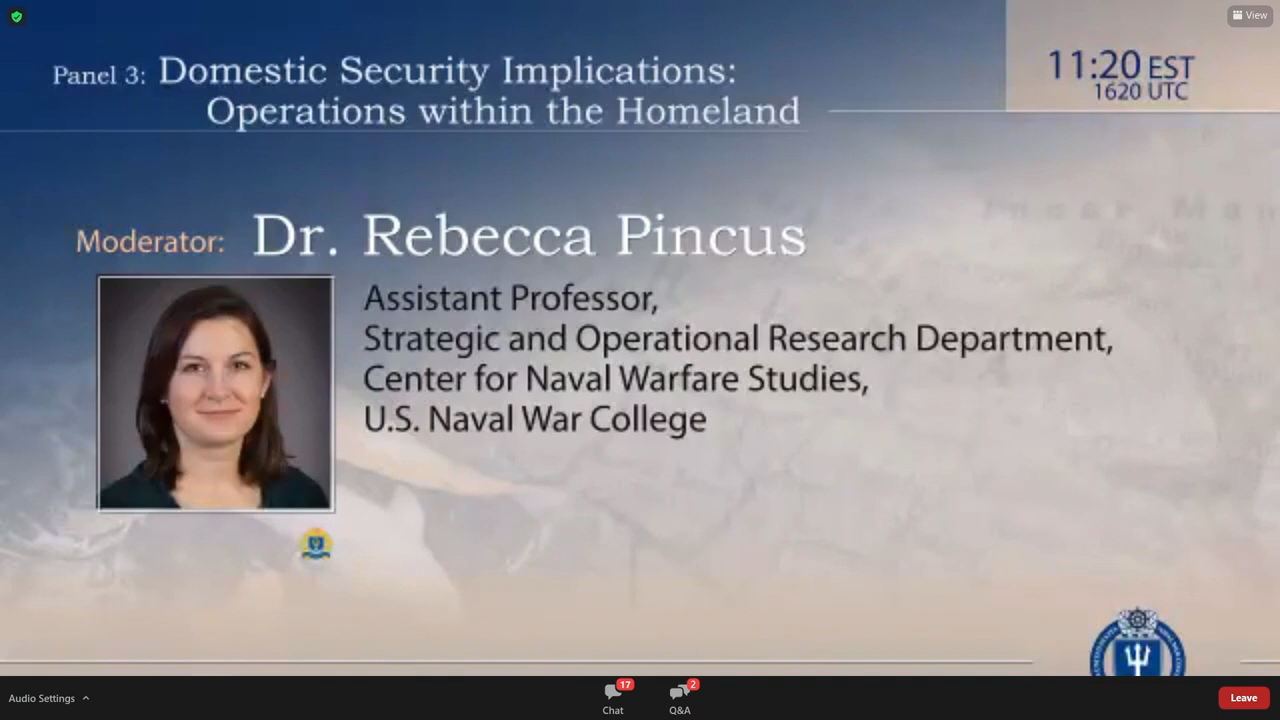 View
Panel 3: Domestic Security Implications:
Operations within the Homeland
11:20 EST
1620 UTC
Moderator: Dr. Rebecca Pincus
Assistant Professor,
Strategic and Operational Research Department,
Center for Naval Warfare Studies,
U.S. Naval War College
Audio Settings
17
Chat
2
Q&A
Leave